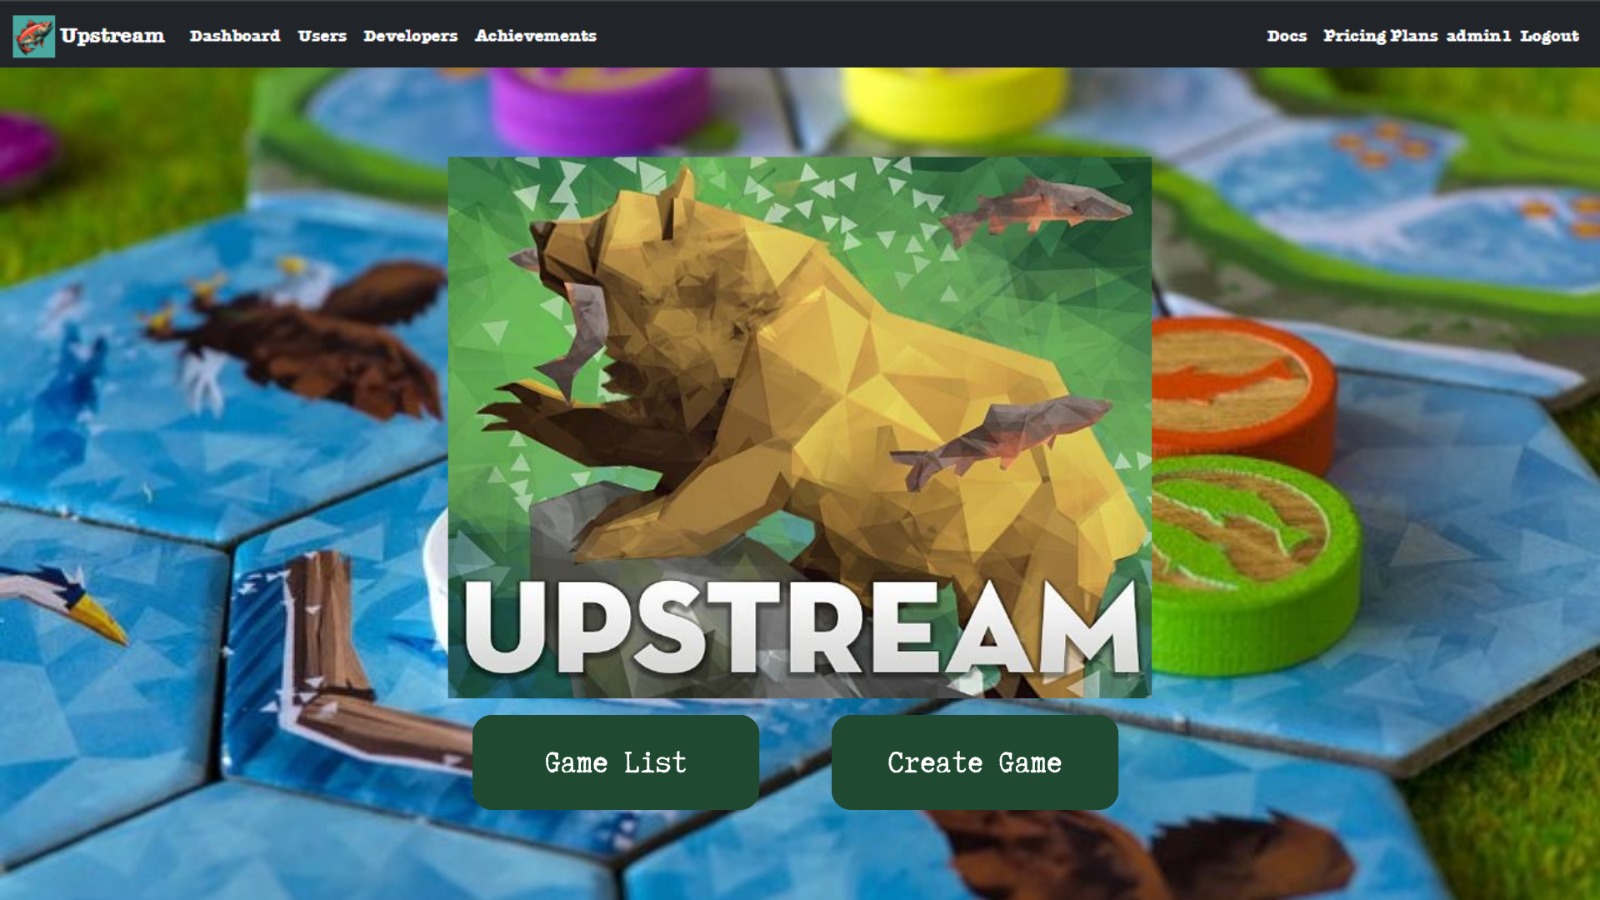 Upstream Dashboard Users Developers Achievements Docs Pricing Plans admin1 Logout
UPSTREAM
Game List Create Game